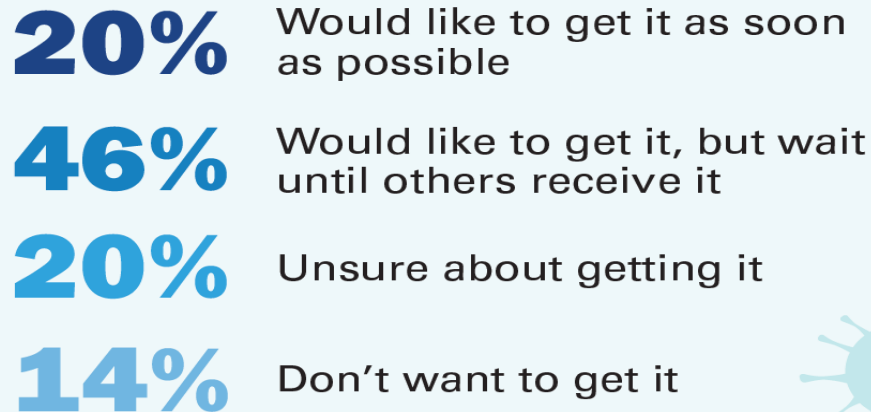 20% Would like to get it as soon
as possible
46% Would like to get it, but wait
until others receive it
20% Unsure about getting it
14% Don’t want to get it